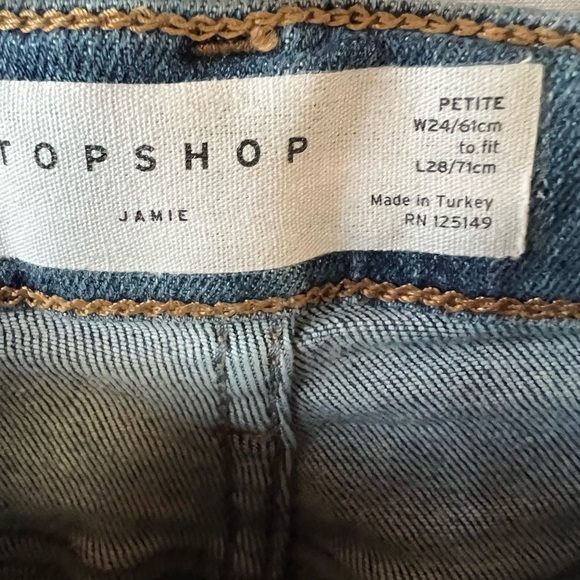 TOPSHOP
JAMIE
PETITE
W24/61cm
to fit
L28/71cm
Made in Turkey
RN 125149